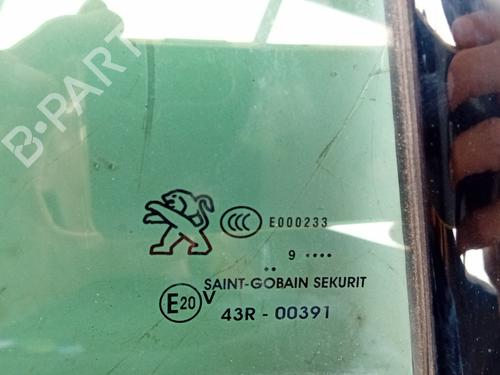 B-PARTS
CCC E000233
9 ....
SAINT-GOBAIN SEKURIT
E20 V
43R - 00391